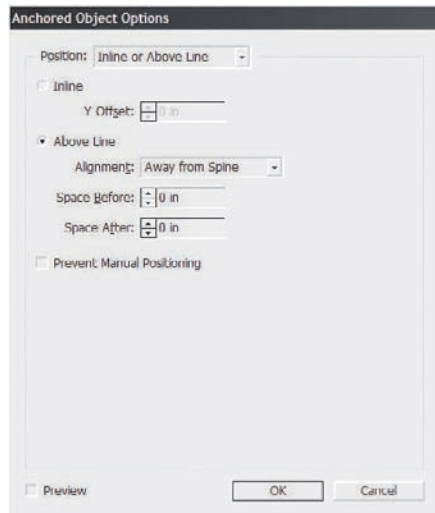 Anchored Object Options
Position: Inline or Above Line
Inline
Y Offset: 0 in
Above Line
Alignment: Away from Spine
Space Before: 0 in
Space After: 0 in
Prevent Manual Positioning
Preview OK Cancel